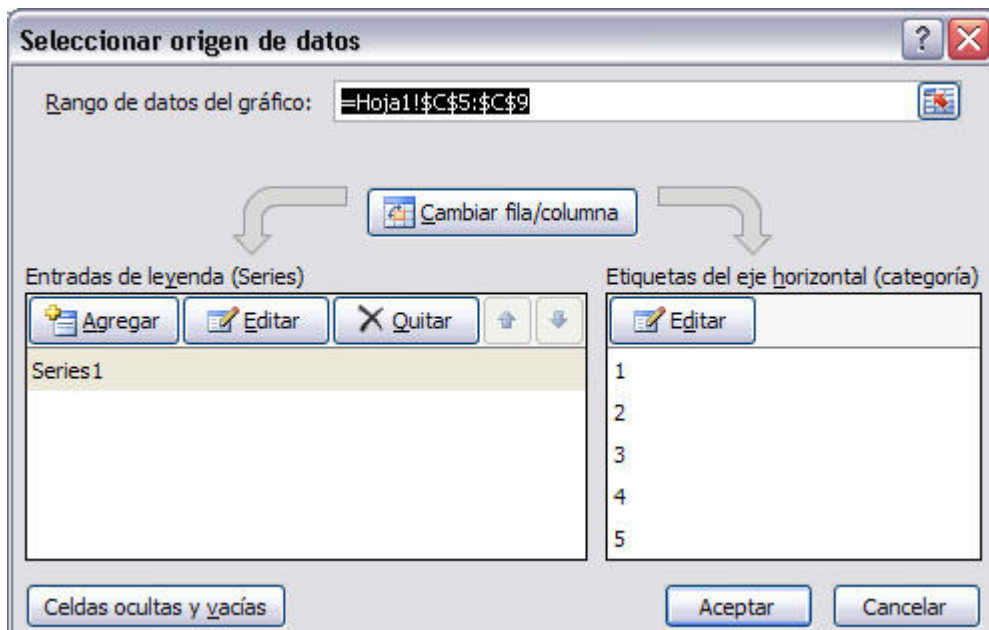 Seleccionar origen de datos
Rango de datos del gráfico: =Hoja1!$C$5:$C$9
Cambiar fila/columna
Entradas de leyenda (Series)
Agregar Editar Quitar
Series1
Etiquetas del eje horizontal (categoría)
Editar
1
2
3
4
5
Celdas ocultas y vacías
Aceptar Cancelar